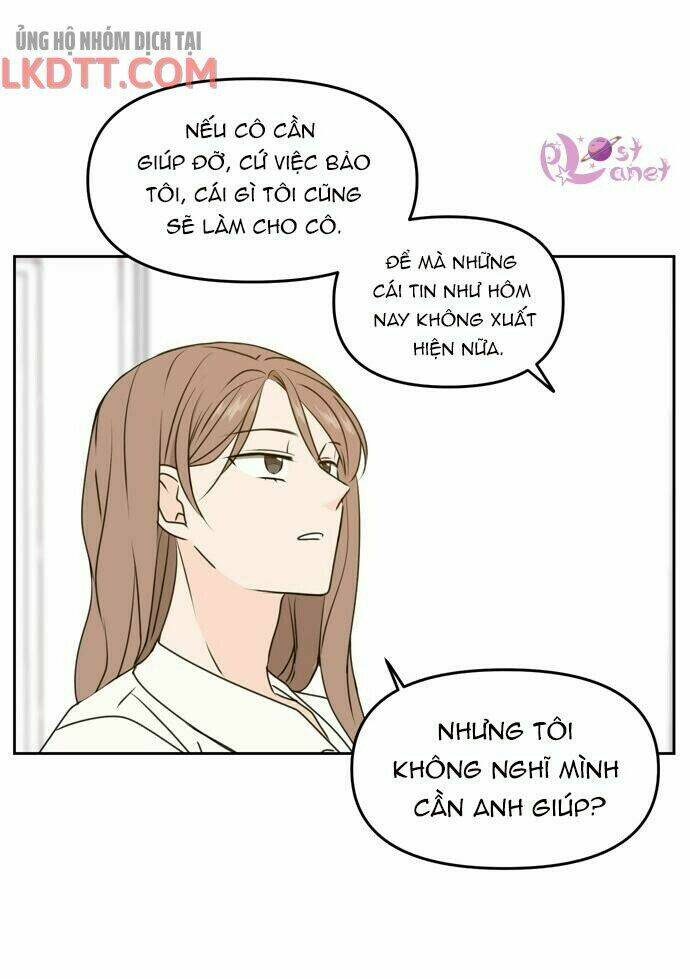 ỦNG HỘ NHÓM DỊCH TẠI
LKDTT.COM
Lost
Planet
NẾU CÔ CẦN
GIÚP ĐỠ, CỨ VIỆC BẢO
TÔI, CÁI GÌ TÔI CŨNG
SẼ LÀM CHO CÔ.
ĐỂ MÀ NHỮNG
CÁI TIN NHƯ HÔM
NAY KHÔNG XUẤT
HIỆN NỮA.
NHƯNG TÔI
KHÔNG NGHĨ MÌNH
CẦN ANH GIÚP?